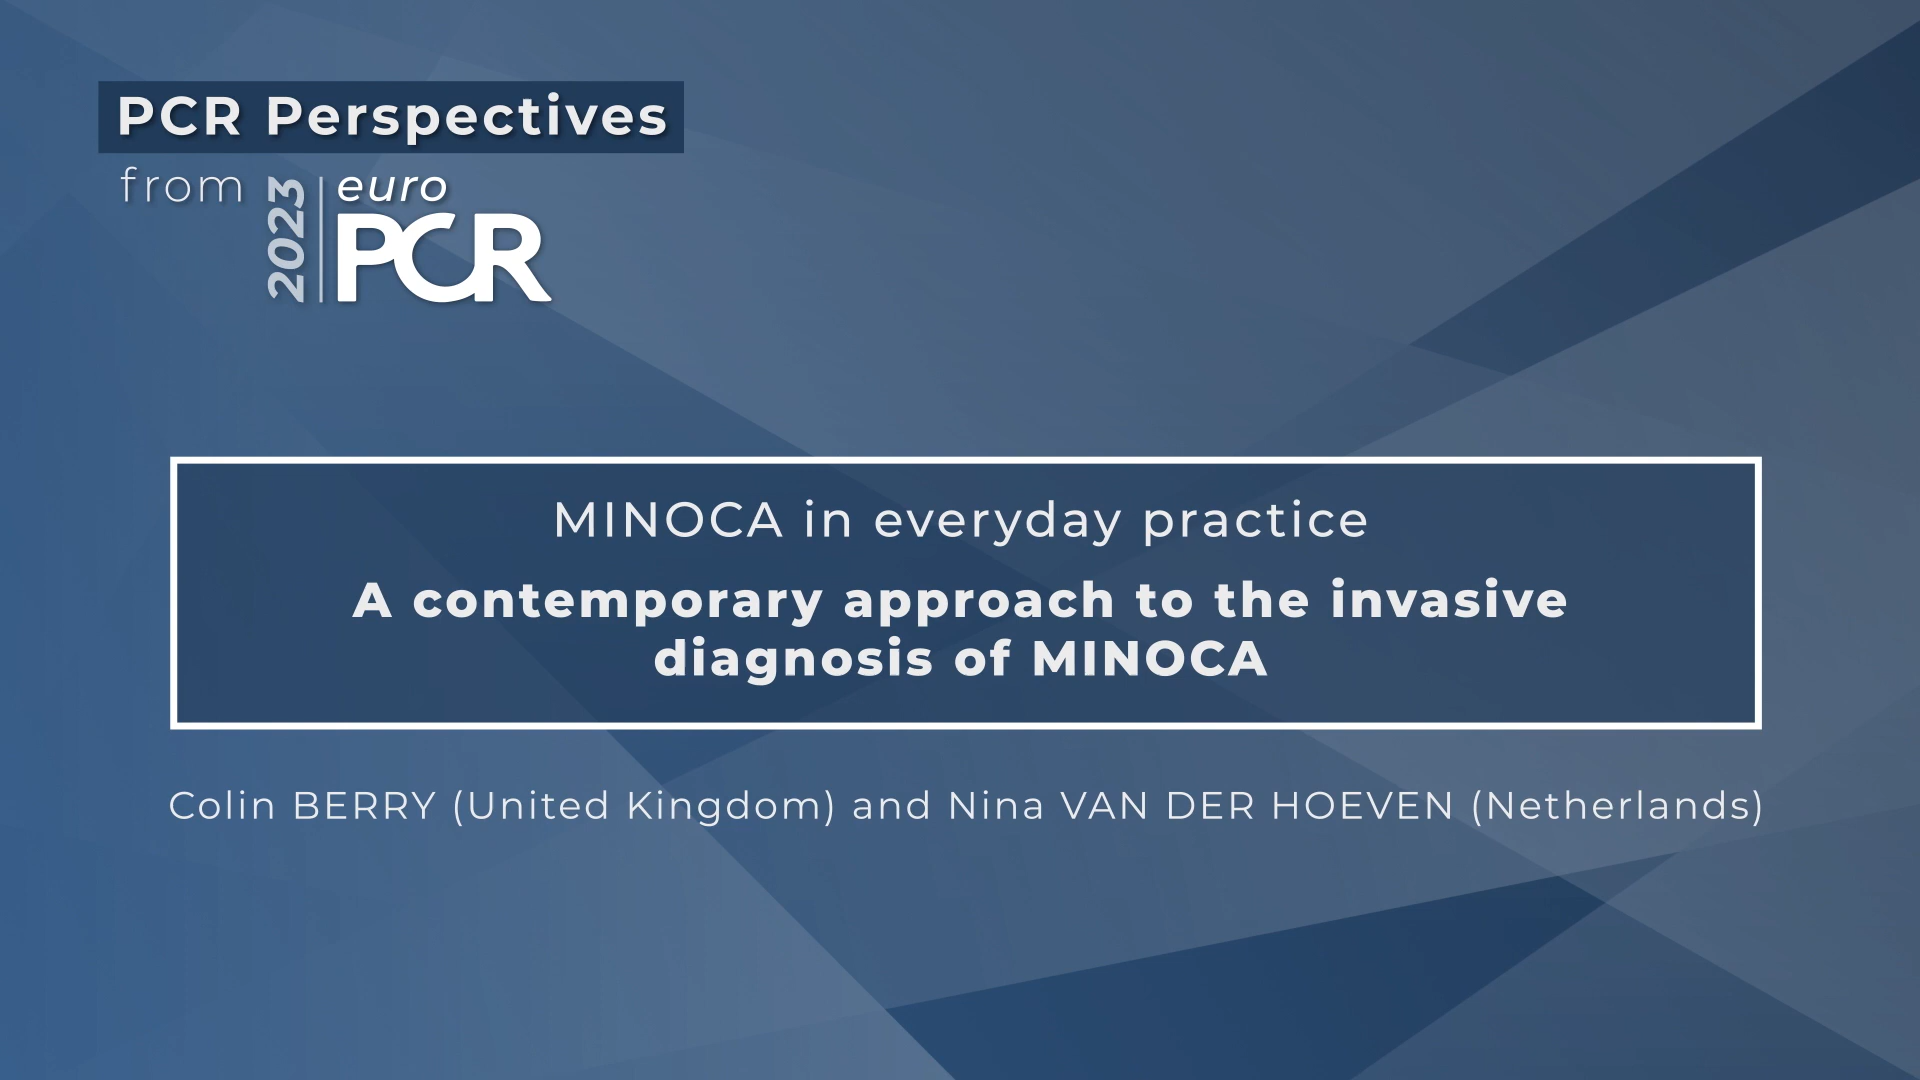 PCR Perspectives
from 2023 euro
PCR
MINOCA in everyday practice
A contemporary approach to the invasive
diagnosis of MINOCA
Colin BERRY (United Kingdom) and Nina VAN DER HOEVEN (Netherlands)